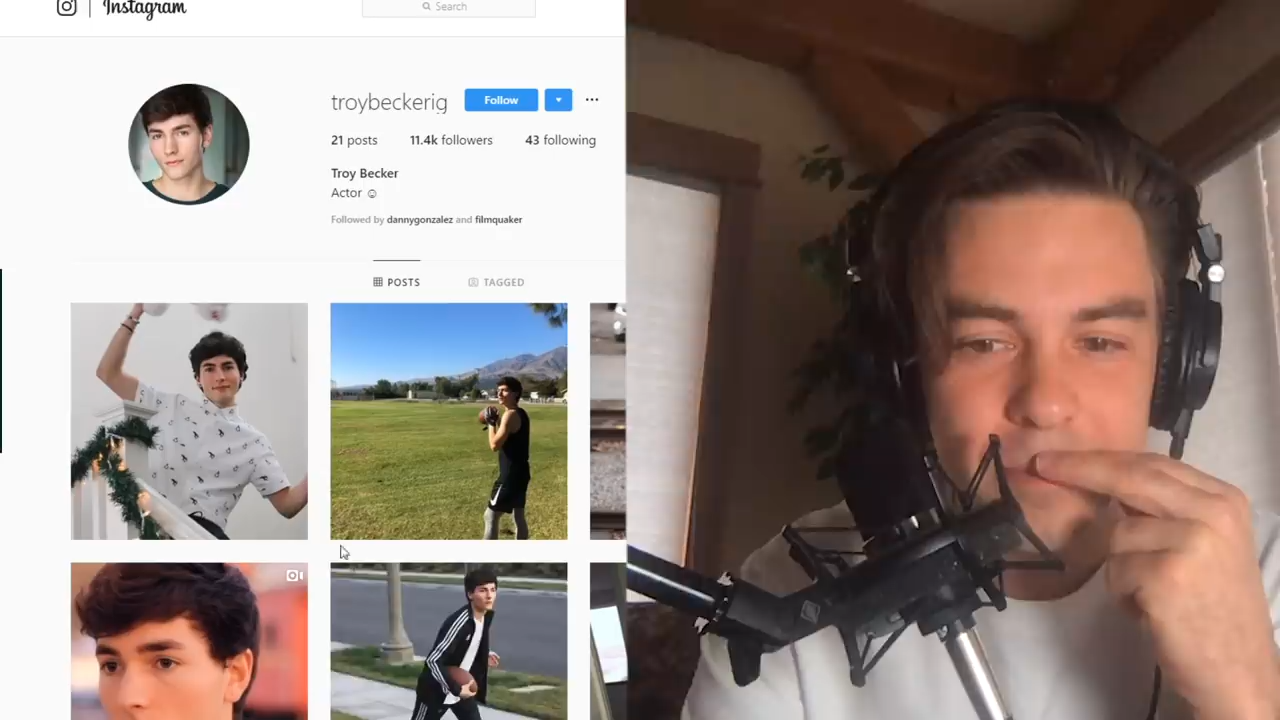 Instagram
Search
troybeckerig
Follow
21 posts 11.4k followers 43 following
Troy Becker
Actor ☺
Followed by dannygonzalez and filmquaker
POSTS TAGGED